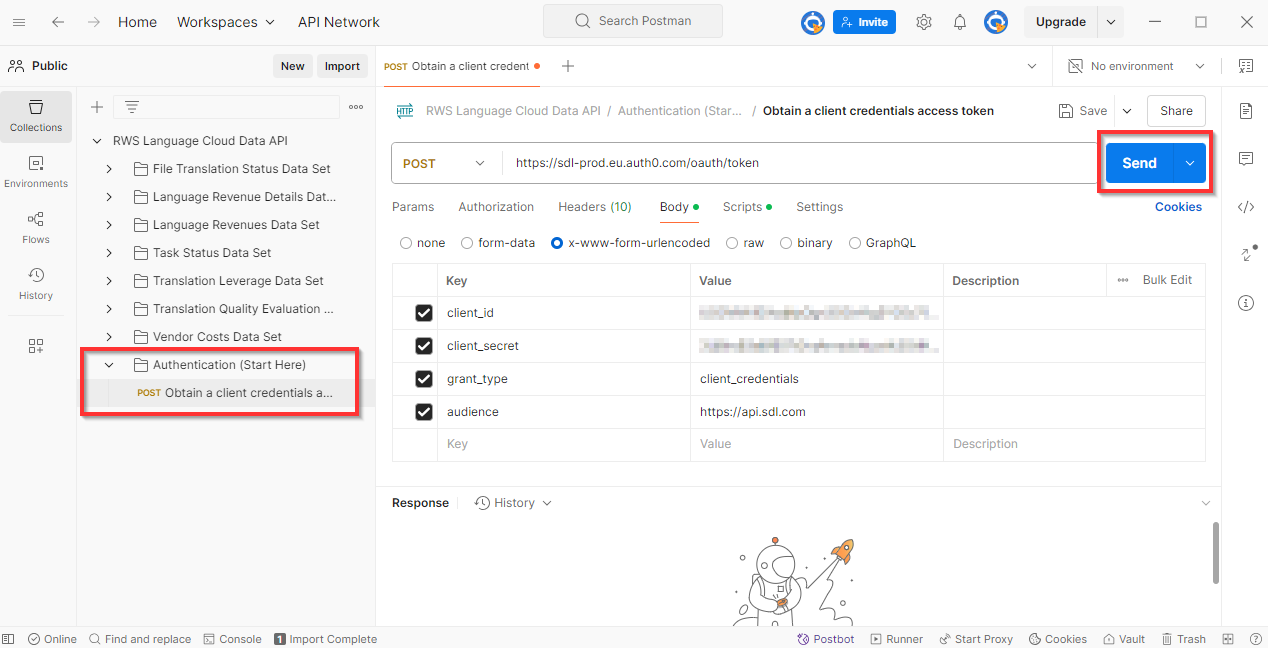 Home Workspaces API Network Search Postman Invite Upgrade
Public New Import POST Obtain a client credent No environment
Collections
Environments
Flows
History
RWS Language Cloud Data API
File Translation Status Data Set
Language Revenue Details Dat...
Language Revenues Data Set
Task Status Data Set
Translation Leverage Data Set
Translation Quality Evaluation ...
Vendor Costs Data Set
Authentication (Start Here)
POST Obtain a client credentials a...
HTTP RWS Language Cloud Data API / Authentication (Star... / Obtain a client credentials access token Save Share
POST https://sdl-prod.eu.auth0.com/oauth/token Send
Params Authorization Headers (10) Body Scripts Settings Cookies
none form-data x-www-form-urlencoded raw binary GraphQL
Key Value Description Bulk Edit
client_id
client_secret
grant_type client_credentials
audience https://api.sdl.com
Key Value Description
Response History
Online Find and replace Console 1 Import Complete Postbot Runner Start Proxy Cookies Vault Trash